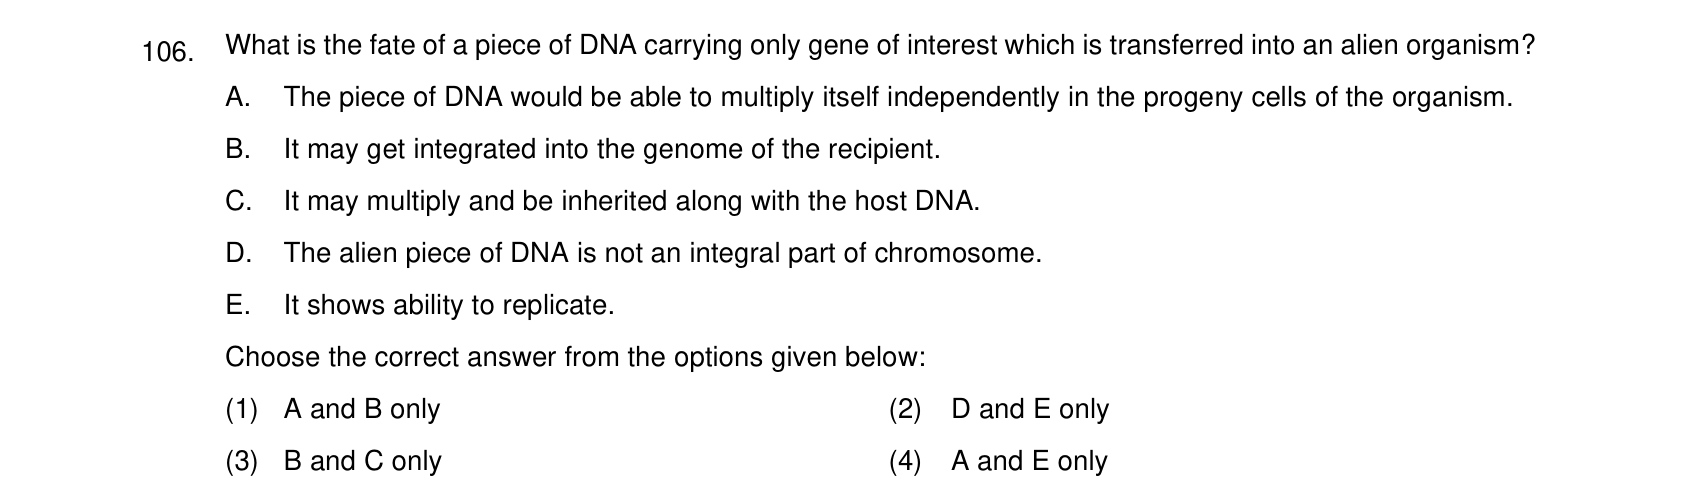 106. What is the fate of a piece of DNA carrying only gene of interest which is transferred into an alien organism?
A. The piece of DNA would be able to multiply itself independently in the progeny cells of the organism.
B. It may get integrated into the genome of the recipient.
C. It may multiply and be inherited along with the host DNA.
D. The alien piece of DNA is not an integral part of chromosome.
E. It shows ability to replicate.
Choose the correct answer from the options given below:
(1) A and B only (2) D and E only
(3) B and C only (4) A and E only